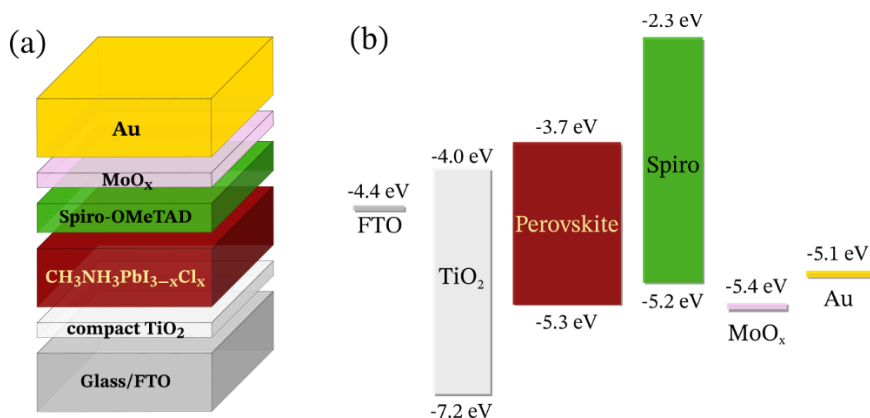 (a)
Au
MoOₓ
Spiro-OMeTAD
CH₃NH₃PbI₃₋ₓClₓ
compact TiO₂
Glass/FTO
(b)
-2.3 eV
-3.7 eV
-4.0 eV
-4.4 eV
FTO
TiO₂
Perovskite
Spiro
-5.1 eV
Au
-5.2 eV
-5.3 eV
-5.4 eV
MoOₓ
-7.2 eV